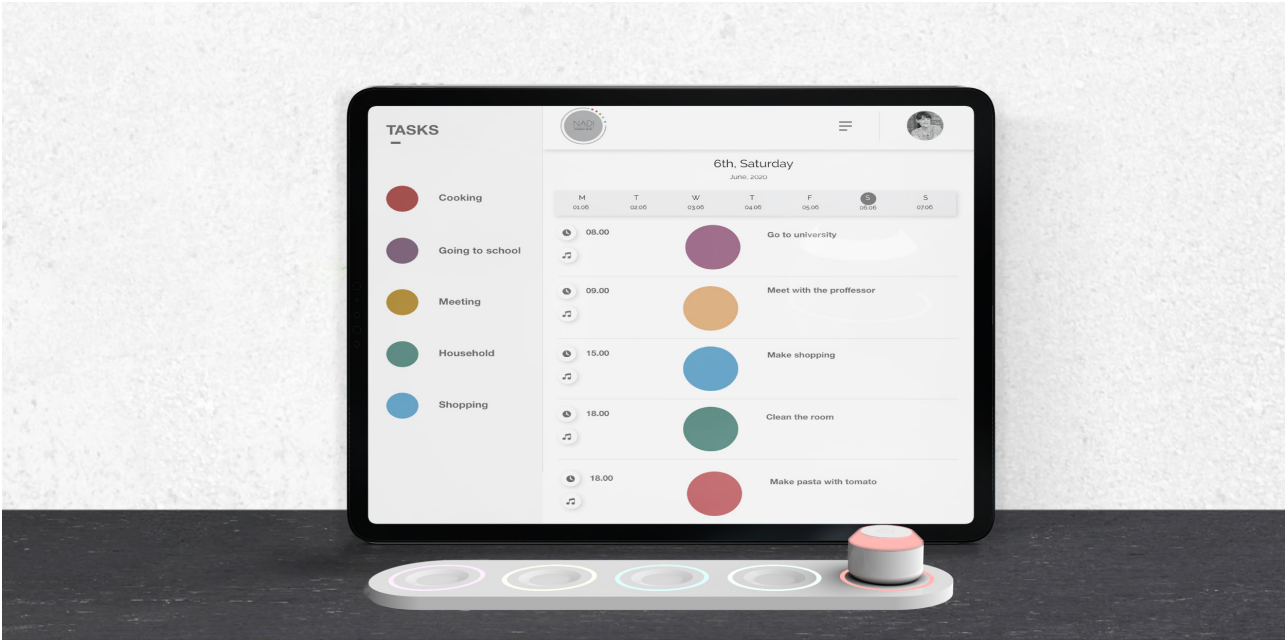 TASKS
Cooking
Going to school
Meeting
Household
Shopping
NADI
6th, Saturday
June, 2020
M T W T F S S
01.06 02.06 03.06 04.06 05.06 06.06 07.06
08.00 Go to university
09.00 Meet with the proffessor
15.00 Make shopping
18.00 Clean the room
18.00 Make pasta with tomato